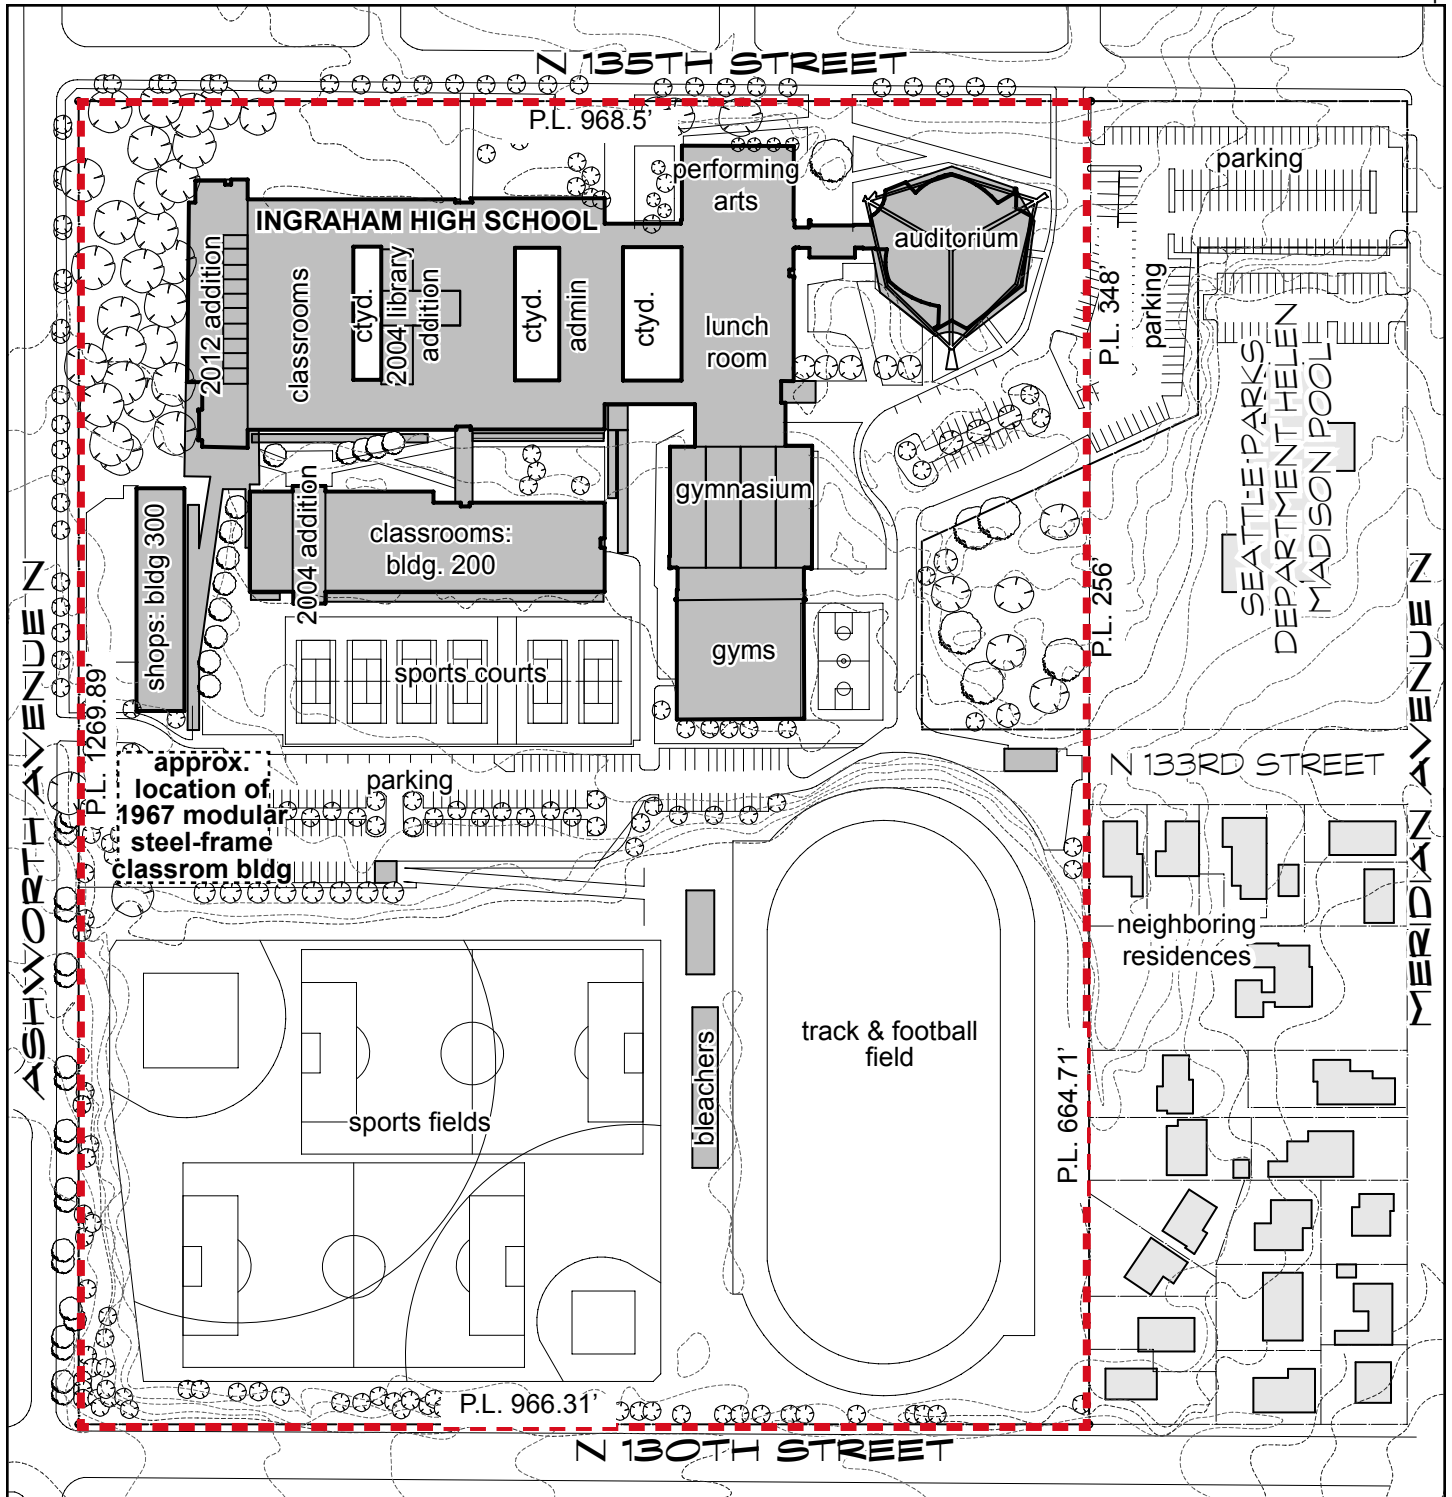 N 135TH STREET
P.L. 968.5'
parking
performing
arts
INGRAHAM HIGH SCHOOL
auditorium
2012 addition
classrooms
ctyd.
2004 library
addition
ctyd.
admin
ctyd.
lunch
room
P.L. 348'
parking
SEATTLE PARKS
DEPARTMENT HELEN
MADISON POOL
gymnasium
2004 addition
classrooms:
bldg. 200
shops: bldg 300
P.L. 256'
gyms
sports courts
ASHWORTH AVENUE N
P.L. 1269.89'
MERIDIAN AVENUE N
N 133RD STREET
approx.
location of
1967 modular
steel-frame
classrom bldg
parking
neighboring
residences
track & football
field
bleachers
P.L. 664.71'
sports fields
P.L. 966.31'
N 130TH STREET